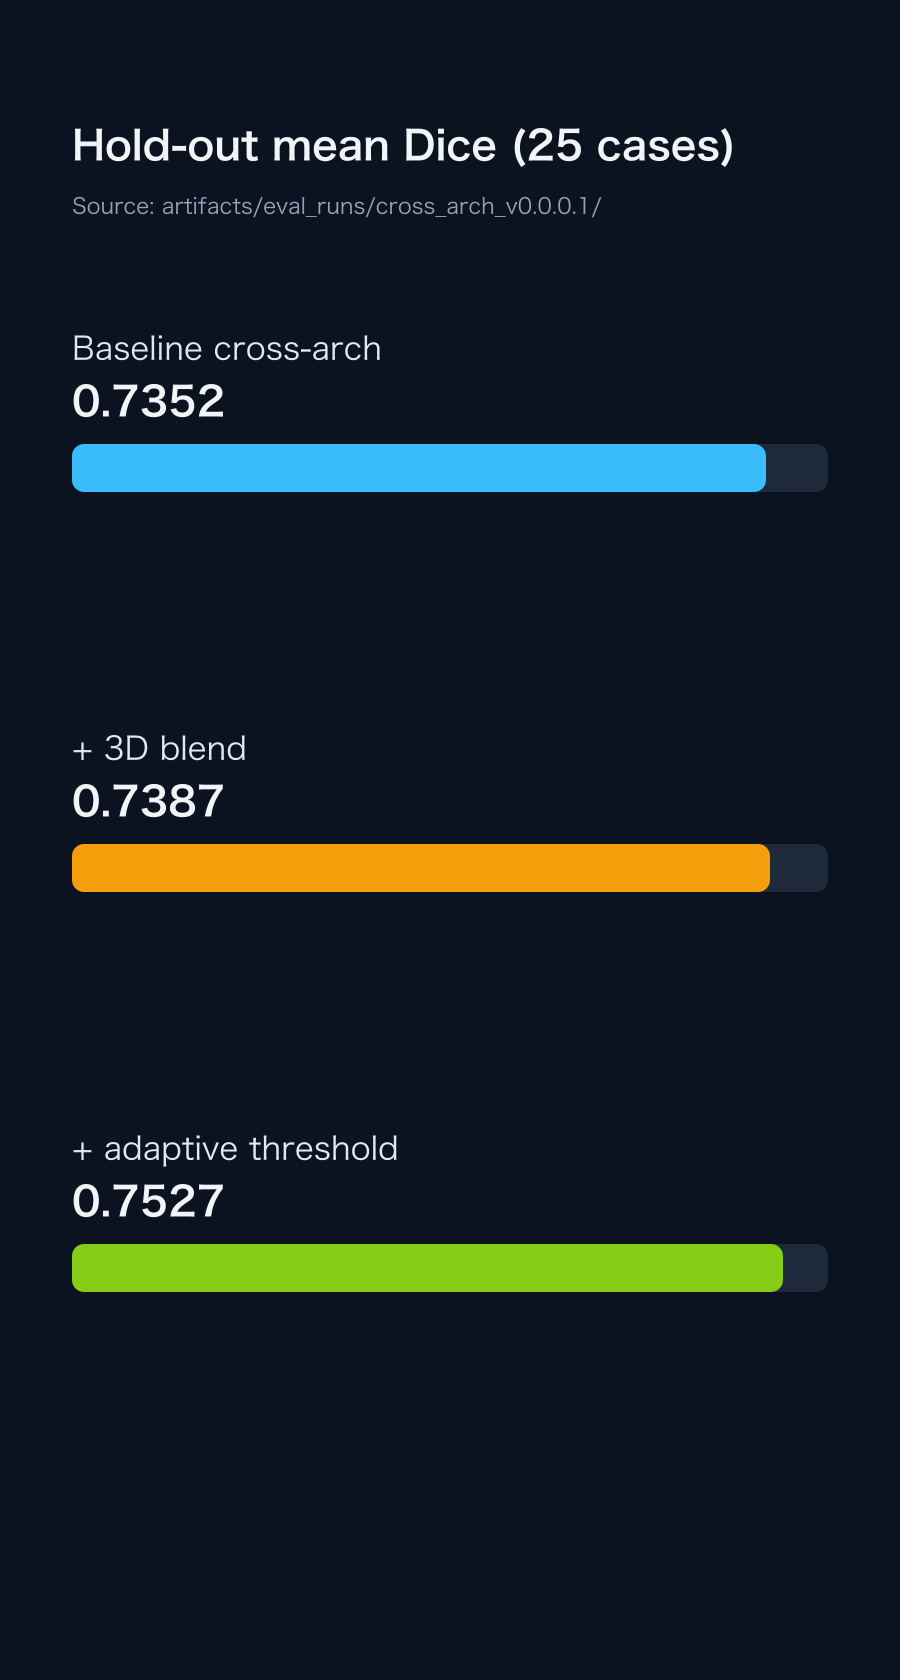 Hold-out mean Dice (25 cases)
Source: artifacts/eval_runs/cross_arch_v0.0.0.1/
Baseline cross-arch
0.7352
+ 3D blend
0.7387
+ adaptive threshold
0.7527